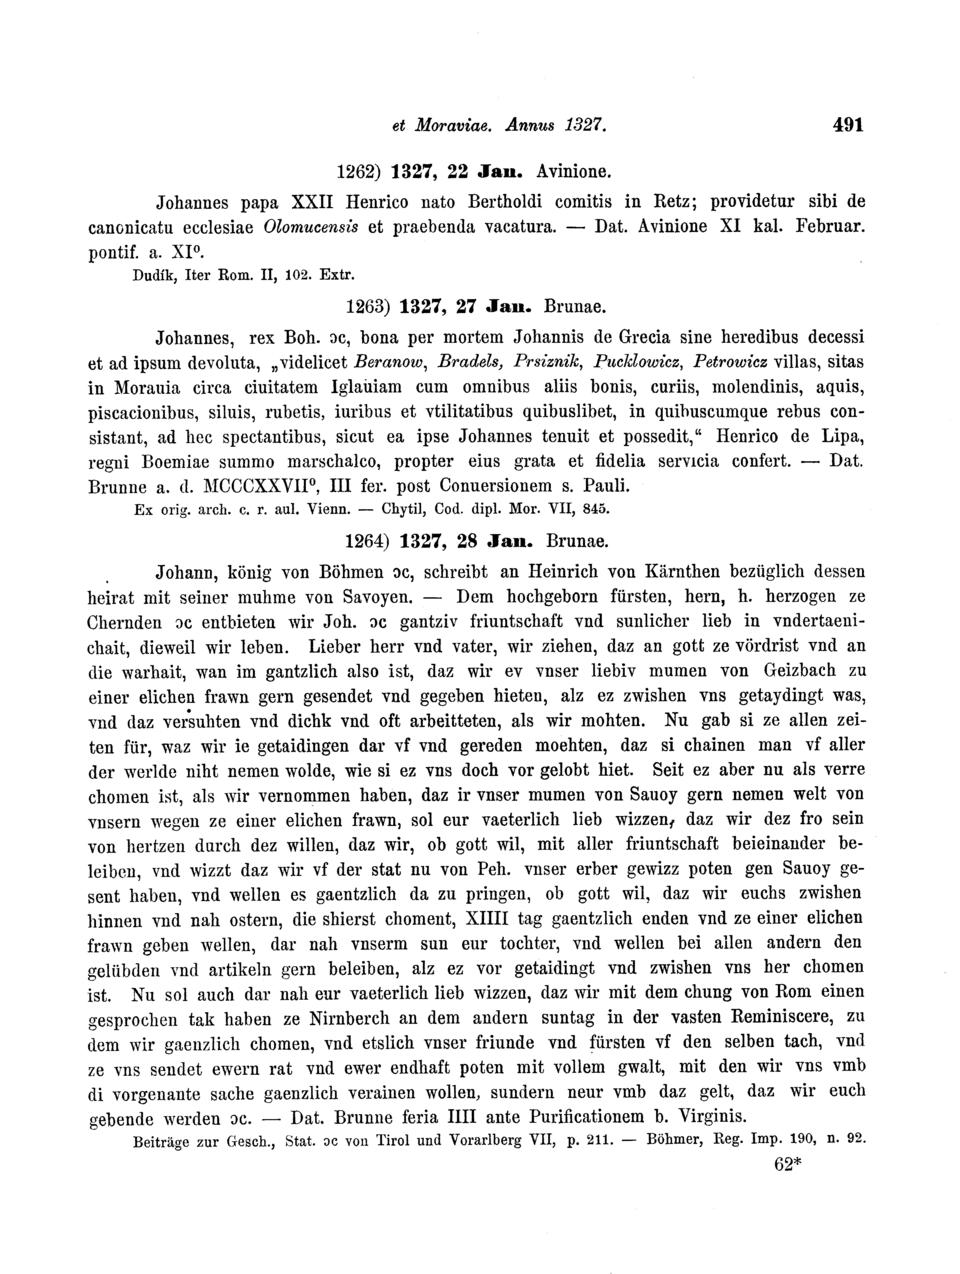 et Moraviae. Annus 1327. 491
1262) 1327, 22 Jan. Avinione.
Johannes papa XXII Henrico nato Bertholdi comitis in Retz; providetur sibi de
canonicatu ecclesiae Olomucensis et praebenda vacatura. — Dat. Avinione XI kal. Februar.
pontif. a. XI⁰.
Dudík, Iter Rom. II, 102. Extr.
1263) 1327, 27 Jan. Brunae.
Johannes, rex Boh. ɔc, bona per mortem Johannis de Grecia sine heredibus decessi
et ad ipsum devoluta, „videlicet Beranow, Bradels, Prsiznik, Pucklowicz, Petrowicz villas, sitas
in Morauia circa ciuitatem Iglauiam cum omnibus aliis bonis, curiis, molendinis, aquis,
piscacionibus, siluis, rubetis, iuribus et vtilitatibus quibuslibet, in quibuscumque rebus con-
sistant, ad hec spectantibus, sicut ea ipse Johannes tenuit et possedit,“ Henrico de Lipa,
regni Boemiae summo marschalco, propter eius grata et fidelia servicia confert. — Dat.
Brunne a. d. MCCCXXVII⁰, III fer. post Conuersionem s. Pauli.
Ex orig. arch. c. r. aul. Vienn. — Chytil, Cod. dipl. Mor. VII, 845.
1264) 1327, 28 Jan. Brunae.
Johann, könig von Böhmen ɔc, schreibt an Heinrich von Kärnthen bezüglich dessen
heirat mit seiner muhme von Savoyen. — Dem hochgeborn fürsten, hern, h. herzogen ze
Chernden ɔc entbieten wir Joh. ɔc gantziv friuntschaft vnd sunlicher lieb in vndertaeni-
chait, dieweil wir leben. Lieber herr vnd vater, wir ziehen, daz an gott ze vördrist vnd an
die warhait, wan im gantzlich also ist, daz wir ev vnser liebiv mumen von Geizbach zu
einer elichen frawn gern gesendet vnd gegeben hieten, alz ez zwishen vns getaydingt was,
vnd daz versuhten vnd dichk vnd oft arbeitteten, als wir mohten. Nu gab si ze allen zei-
ten für, waz wir ie getaidingen dar vf vnd gereden moehten, daz si chainen man vf aller
der werlde niht nemen wolde, wie si ez vns doch vor gelobt hiet. Seit ez aber nu als verre
chomen ist, als wir vernommen haben, daz ir vnser mumen von Sauoy gern nemen welt von
vnsern wegen ze einer elichen frawn, sol eur vaeterlich lieb wizzen, daz wir dez fro sein
von hertzen durch dez willen, daz wir, ob gott wil, mit aller friuntschaft beieinander be-
leiben, vnd wizzt daz wir vf der stat nu von Peh. vnser erber gewizz poten gen Sauoy ge-
sent haben, vnd wellen es gaentzlich da zu pringen, ob gott wil, daz wir euchs zwishen
hinnen vnd nah ostern, die shierst choment, XIIII tag gaentzlich enden vnd ze einer elichen
frawn geben wellen, dar nah vnserm sun eur tochter, vnd wellen bei allen andern den
gelübden vnd artikeln gern beleiben, alz ez vor getaidingt vnd zwishen vns her chomen
ist. Nu sol auch dar nah eur vaeterlich lieb wizzen, daz wir mit dem chung von Rom einen
gesprochen tak haben ze Nirnberch an dem andern suntag in der vasten Reminiscere, zu
dem wir gaenzlich chomen, vnd etslich vnser friunde vnd fürsten vf den selben tach, vnd
ze vns sendet ewern rat vnd ewer endhaft poten mit vollem gwalt, mit den wir vns vmb
di vorgenante sache gaenzlich verainen wollen, sundern neur vmb daz gelt, daz wir euch
gebende werden ɔc. — Dat. Brunne feria IIII ante Purificationem b. Virginis.
Beiträge zur Gesch., Stat. ɔc von Tirol und Vorarlberg VII, p. 211. — Böhmer, Reg. Imp. 190, n. 92.
62*